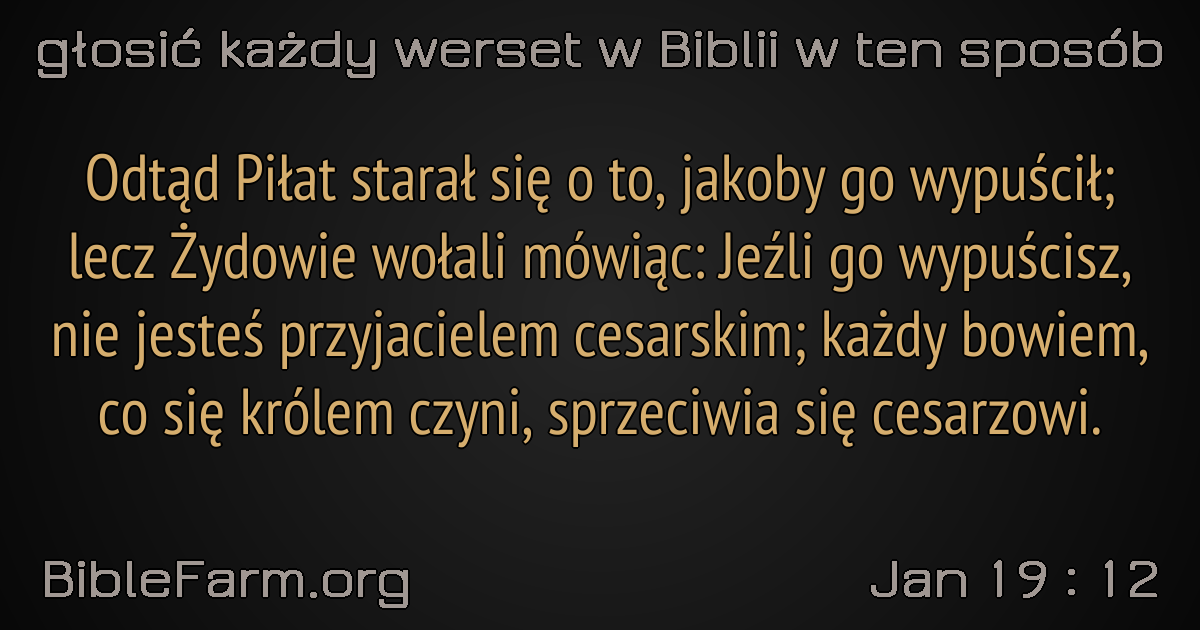 głosić każdy werset w Biblii w ten sposób
Odtąd Piłat starał się o to, jakoby go wypuścił;
lecz Żydowie wołali mówiąc: Jeźli go wypuścisz,
nie jesteś przyjacielem cesarskim; każdy bowiem,
co się królem czyni, sprzeciwia się cesarzowi.
BibleFarm.org
Jan 19 : 12